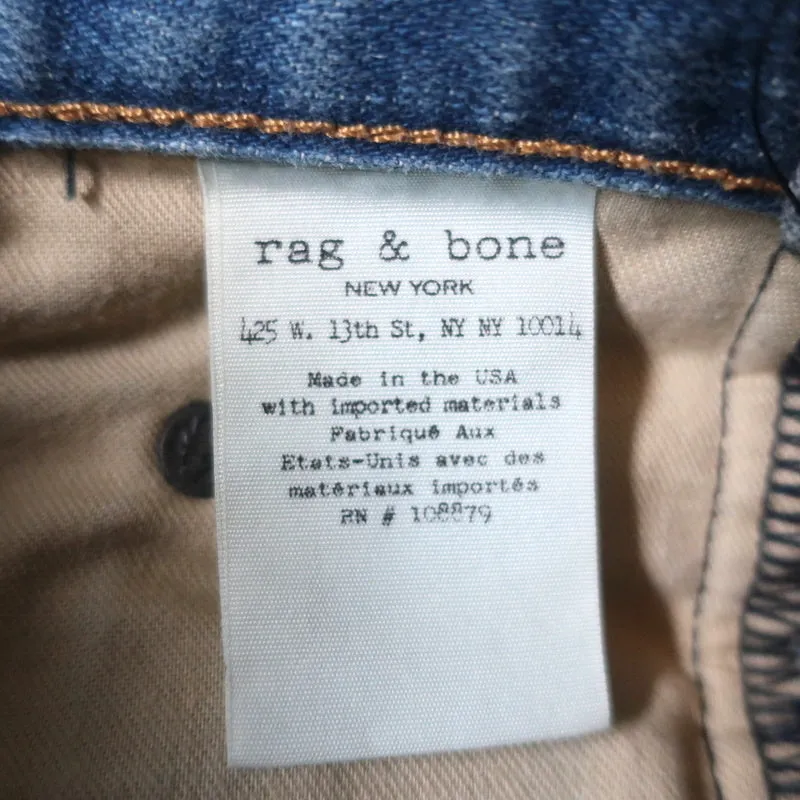 rag & bone
NEW YORK
425 W. 13th St, NY NY 10014
Made in the USA
with imported materials
Fabriqué Aux
Etats-Unis avec des
matériaux importés
RN # 108879